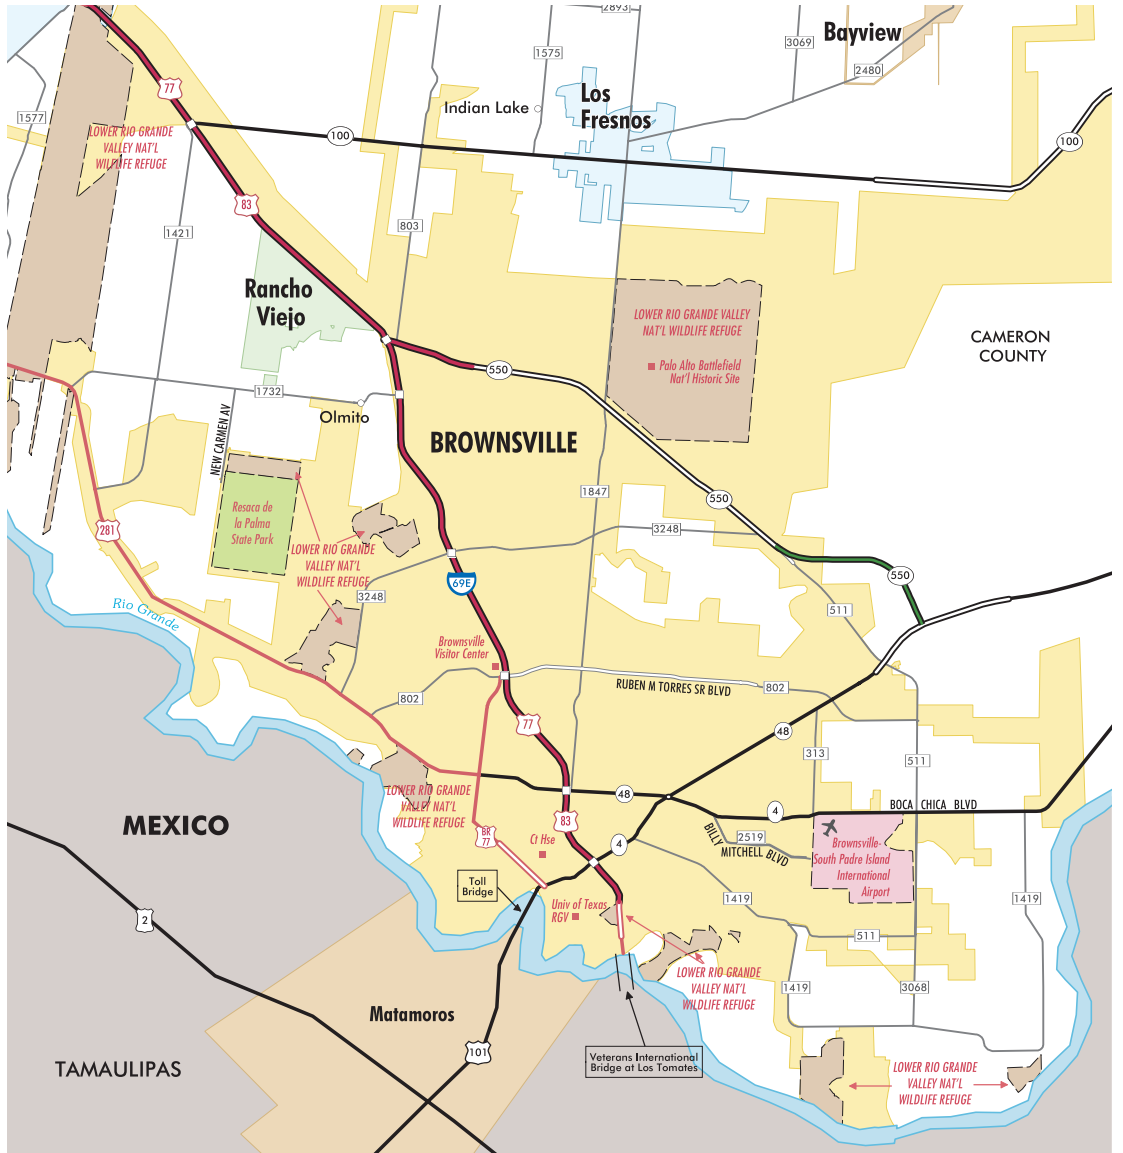 2893
Bayview
3069
1575
2480
77
Los
Fresnos
Indian Lake
1577
LOWER RIO GRANDE
VALLEY NAT'L
WILDLIFE REFUGE
100
100
83
803
1421
Rancho
Viejo
LOWER RIO GRANDE VALLEY
NAT'L WILDLIFE REFUGE
Palo Alto Battlefield
Nat'l Historic Site
CAMERON
COUNTY
550
1732
Olmito
NEW CARMEN AV
BROWNSVILLE
1847
550
Resaca de
la Palma
State Park
281
3248
LOWER RIO GRANDE
VALLEY NAT'L
WILDLIFE REFUGE
69E
550
3248
511
Rio Grande
Brownsville
Visitor Center
RUBEN M TORRES SR BLVD
802
802
77
48
313
511
LOWER RIO GRANDE
VALLEY NAT'L
WILDLIFE REFUGE
48
4
BOCA CHICA BLVD
MEXICO
83
BR
77
Ct Hse
4
BILLY
MITCHELL BLVD
2519
Brownsville-
South Padre Island
International
Airport
Toll
Bridge
2
Univ of Texas
RGV
1419
1419
511
LOWER RIO GRANDE
VALLEY NAT'L
WILDLIFE REFUGE
1419
3068
Matamoros
101
Veterans International
Bridge at Los Tomates
TAMAULIPAS
LOWER RIO GRANDE
VALLEY NAT'L
WILDLIFE REFUGE